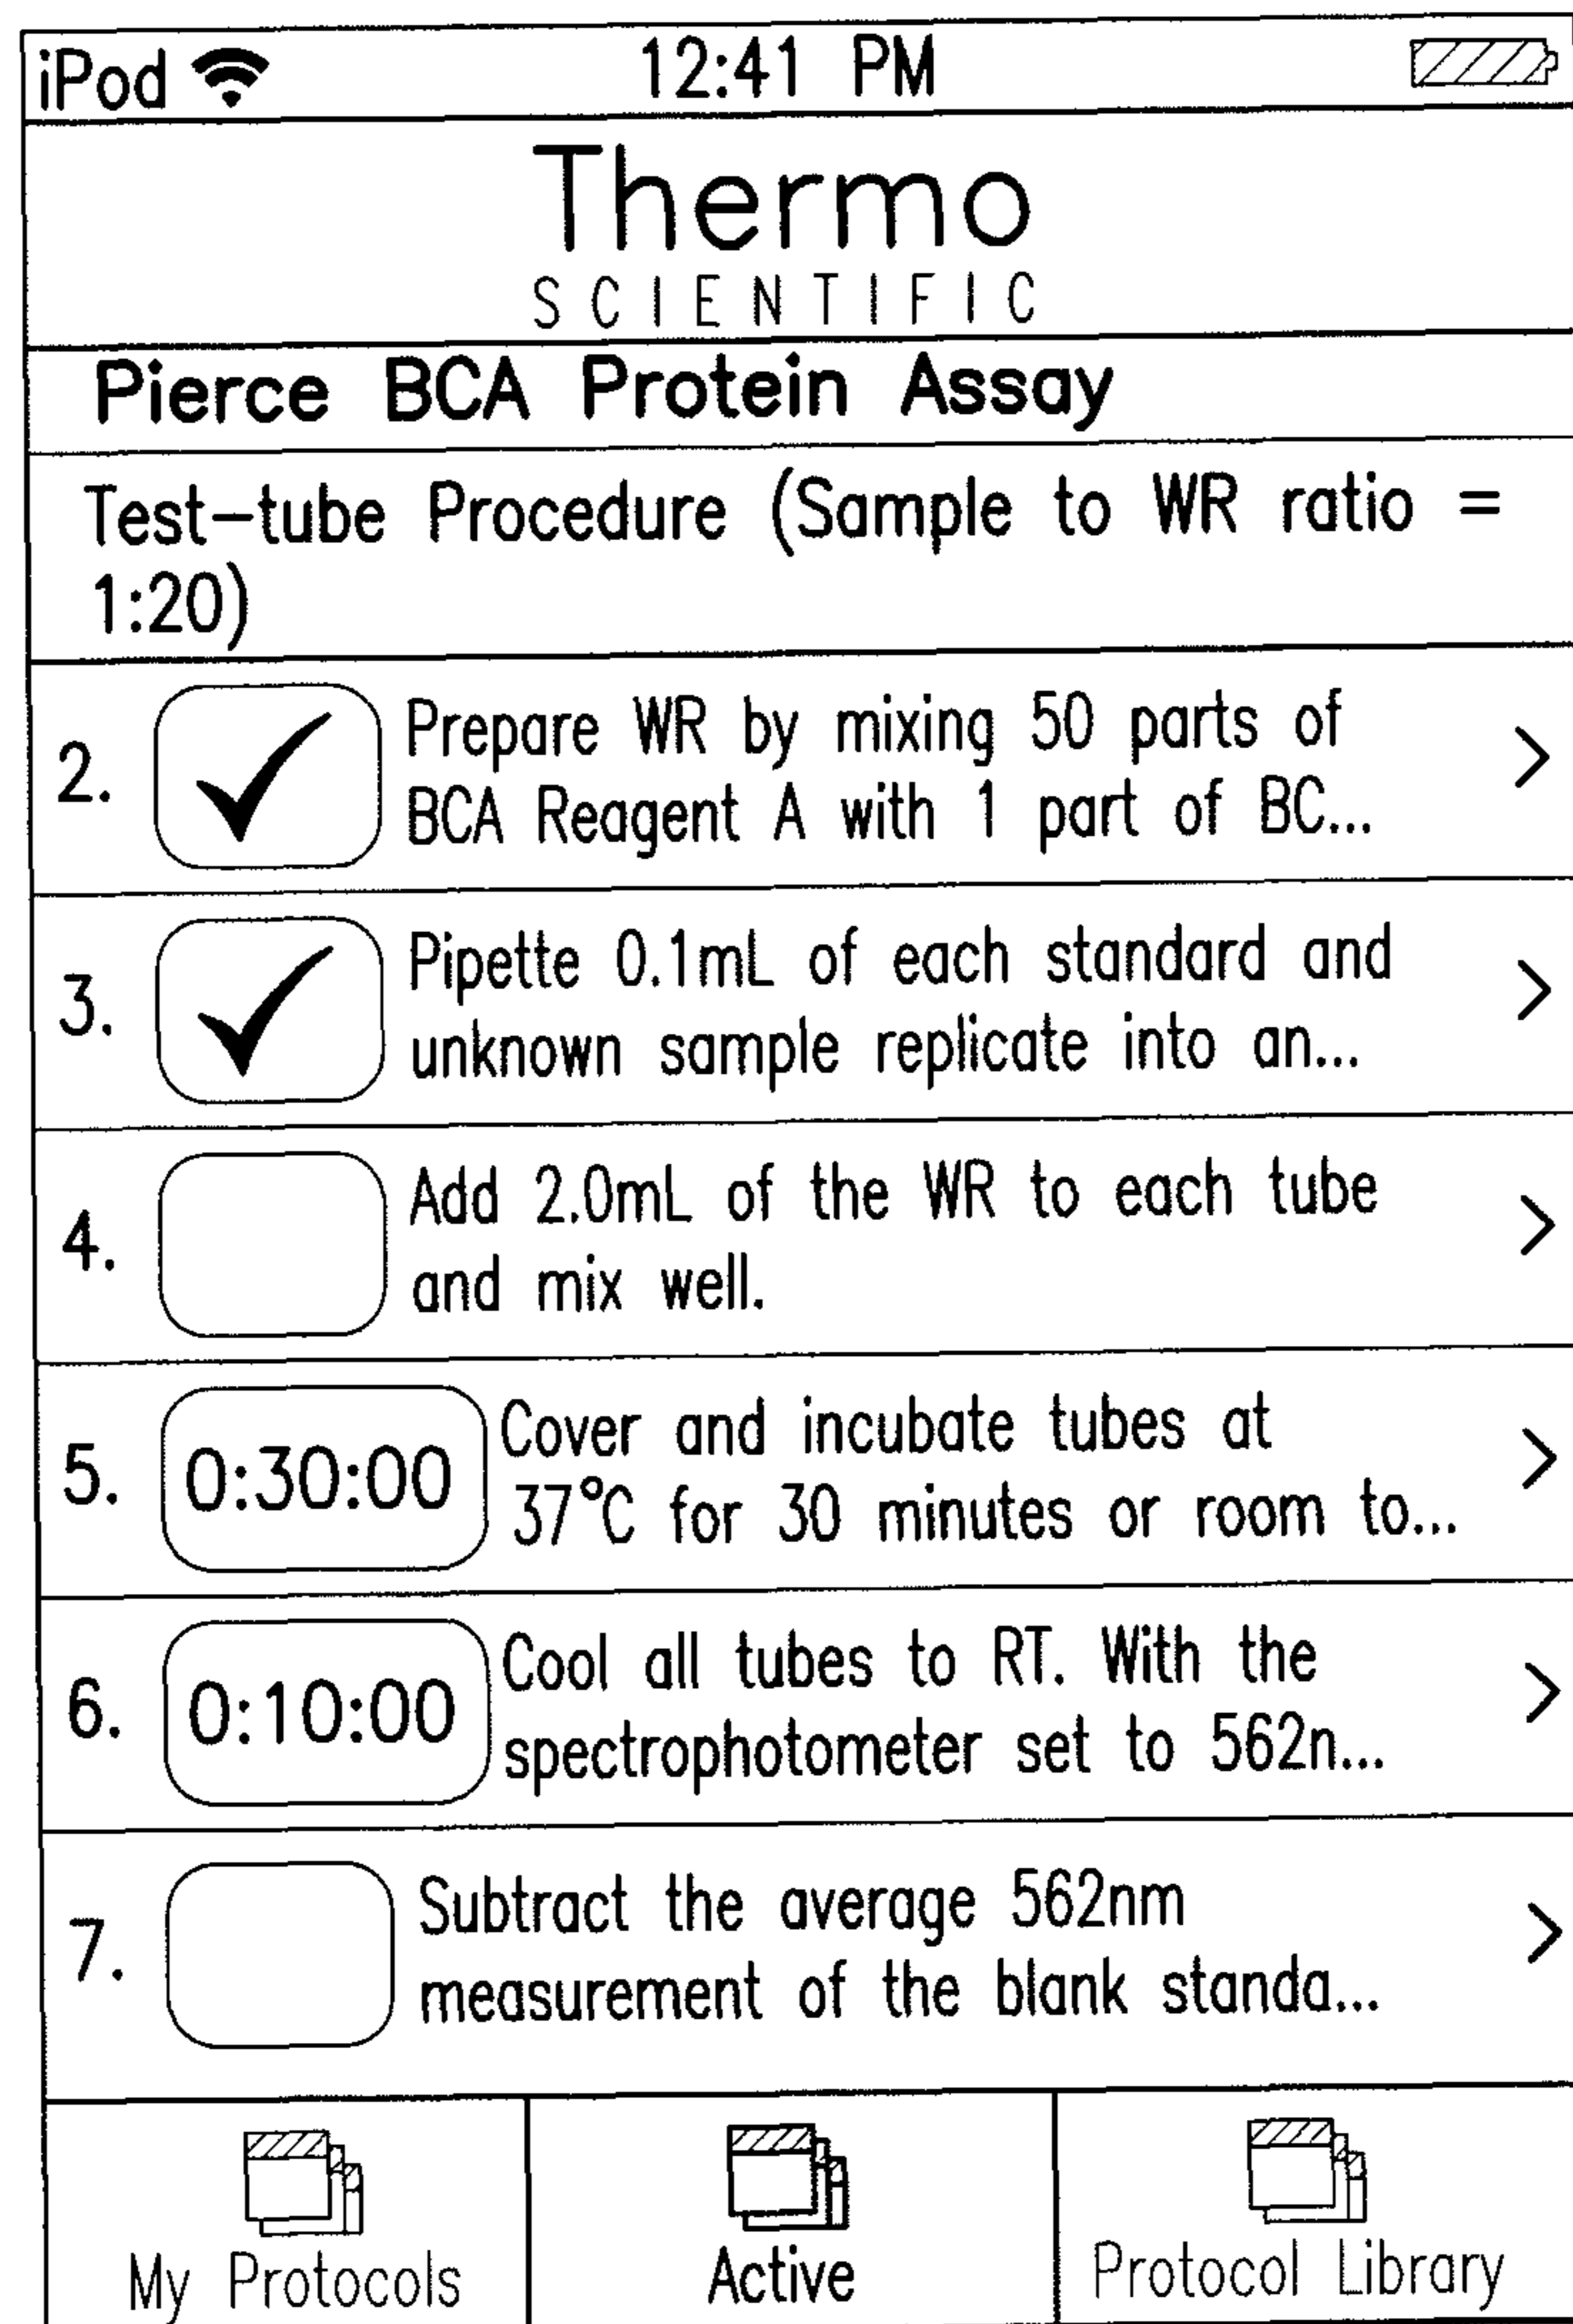 iPod 12:41 PM
Thermo
SCIENTIFIC
Pierce BCA Protein Assay
Test-tube Procedure (Sample to WR ratio =
1:20)
2. Prepare WR by mixing 50 parts of
BCA Reagent A with 1 part of BC...
3. Pipette 0.1mL of each standard and
unknown sample replicate into an...
4. Add 2.0mL of the WR to each tube
and mix well.
5. 0:30:00 Cover and incubate tubes at
37°C for 30 minutes or room to...
6. 0:10:00 Cool all tubes to RT. With the
spectrophotometer set to 562n...
7. Subtract the average 562nm
measurement of the blank standa...
My Protocols Active Protocol Library